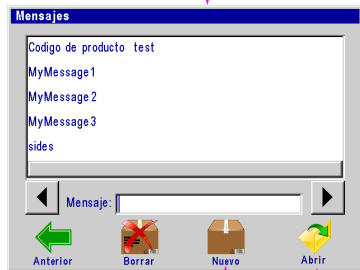 Mensajes
Codigo de producto test
MyMessage1
MyMessage2
MyMessage3
sides
Mensaje:
Anterior Borrar Nuevo Abrir